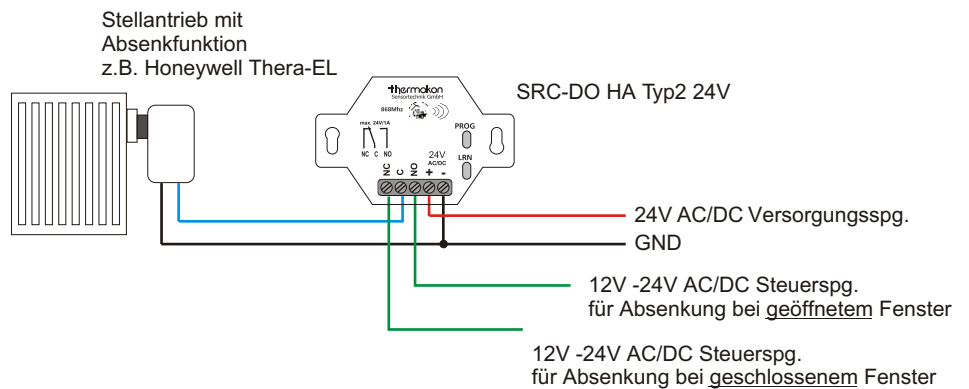 Stellantrieb mit
Absenkfunktion
z.B. Honeywell Thera-EL
thermokon
Sensortechnik GmbH
868Mhz
SRC-DO HA Typ2 24V
max. 24V/1A
PROG
NC C NO
24V
AC/DC
LRN
NC C NO + -
24V AC/DC Versorgungsspg.
GND
12V -24V AC/DC Steuerspg.
für Absenkung bei geöffnetem Fenster
12V -24V AC/DC Steuerspg.
für Absenkung bei geschlossenem Fenster